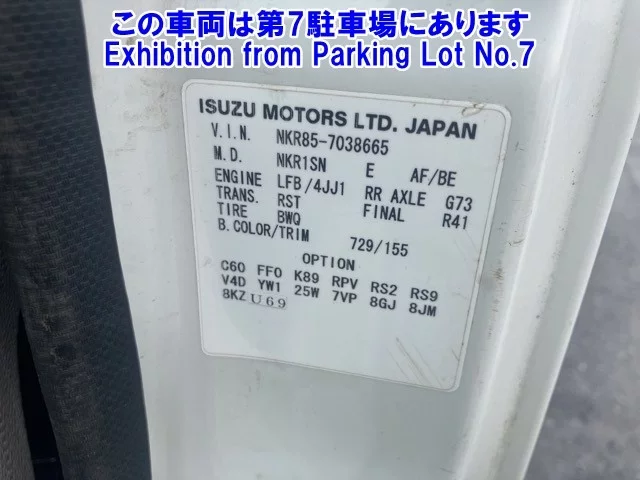 この車両は第7駐車場にあります
Exhibition from Parking Lot No.7
ISUZU MOTORS LTD. JAPAN
V.I.N. NKR85-7038665
M.D. NKR1SN E AF/BE
ENGINE LFB/4JJ1 RR AXLE G73
TRANS. RST FINAL R41
TIRE BWQ
B.COLOR/TRIM 729/155
OPTION
C60 FF0 K89 RPV RS2 RS9
V4D YW1 25W 7VP 8GJ 8JM
8KZ U69